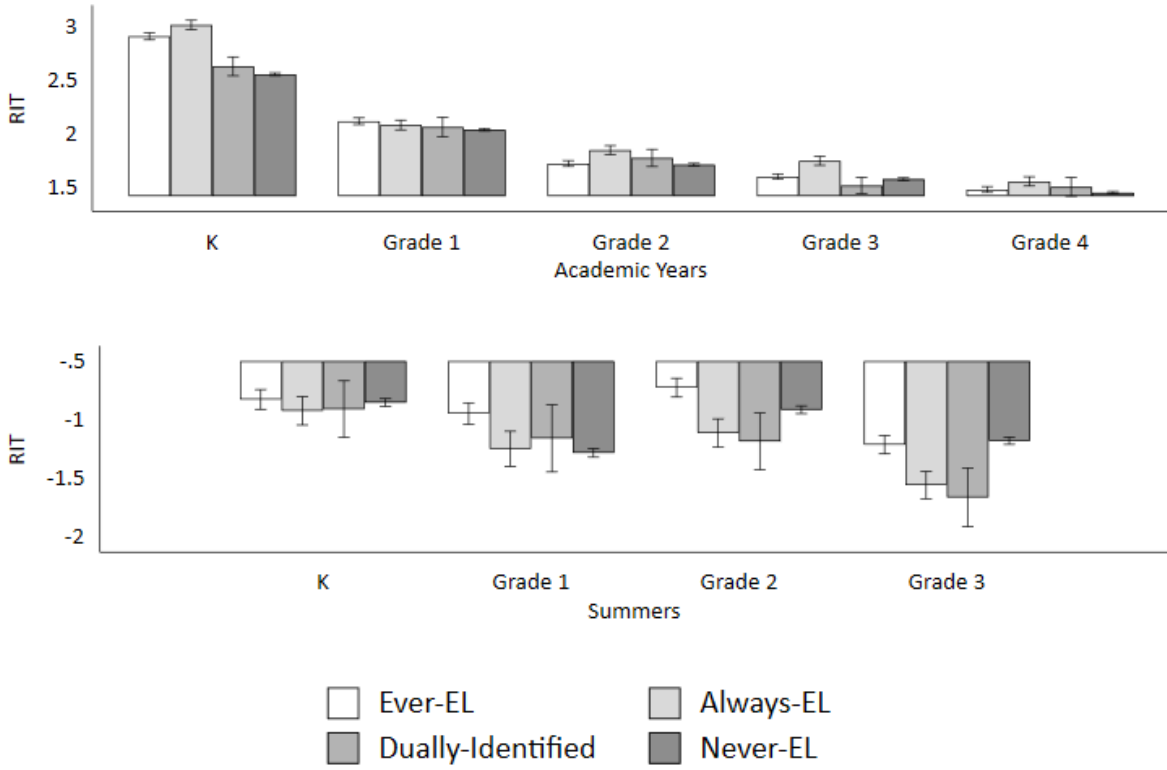 3
2.5
2
1.5
RIT
K Grade 1 Grade 2 Grade 3 Grade 4
Academic Years
-.5
-1
-1.5
-2
RIT
K Grade 1 Grade 2 Grade 3
Summers
Ever-EL Always-EL
Dually-Identified Never-EL